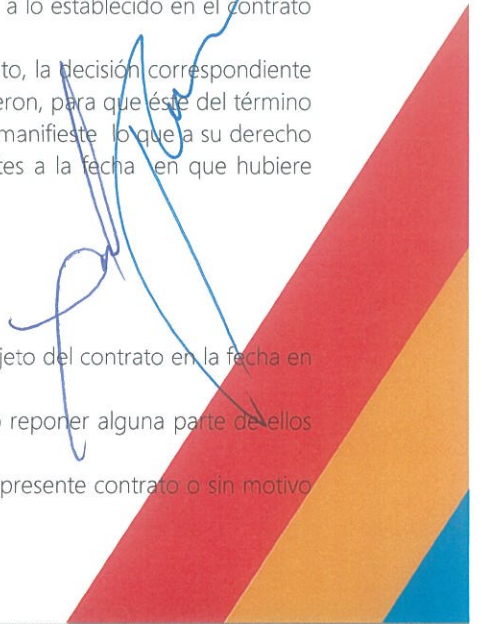 a lo establecido en el contrato
to, la decisión correspondiente
eron, para que éste del término
manifieste lo que a su derecho
tes a la fecha en que hubiere
jeto del contrato en la fecha en
o reponer alguna parte de ellos
presente contrato o sin motivo